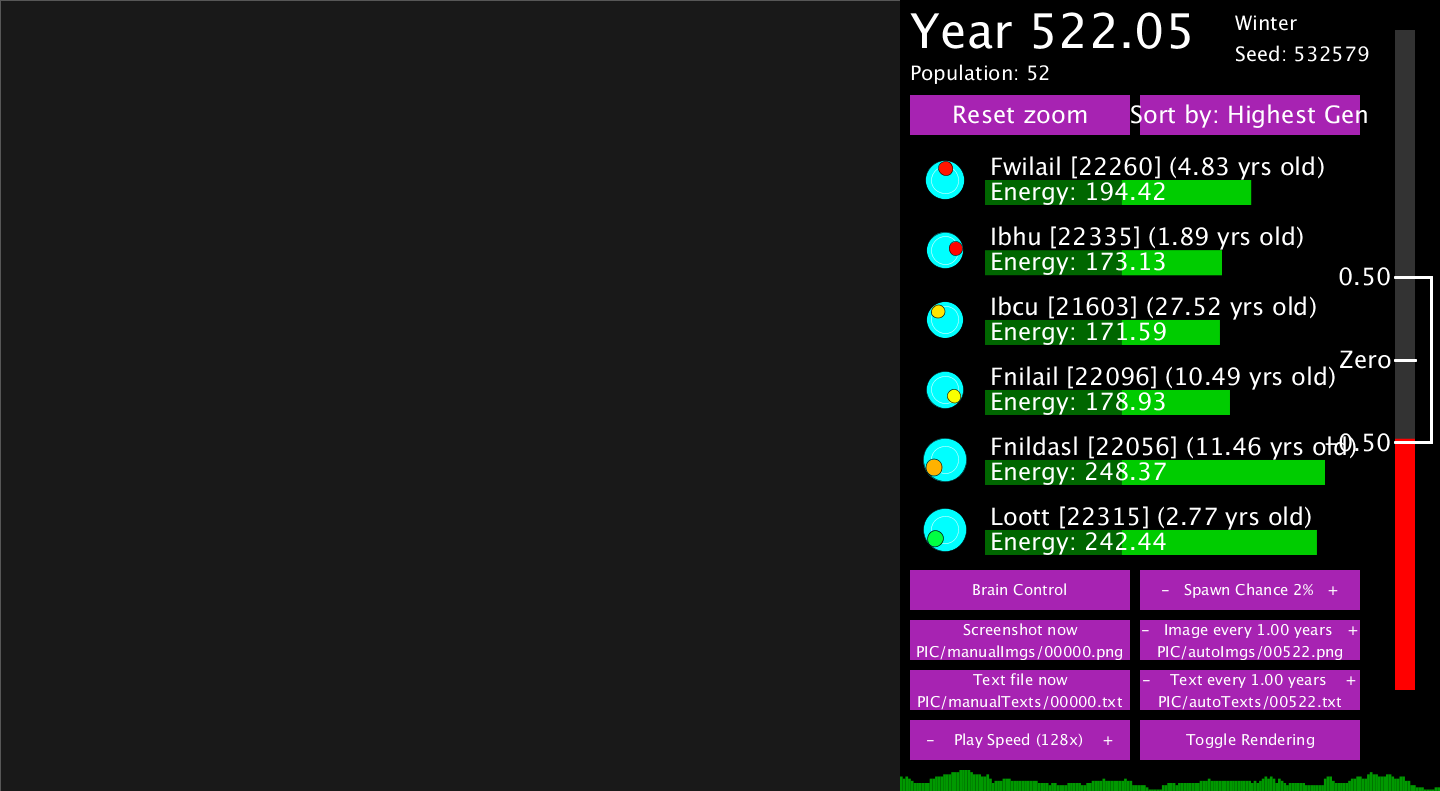 Year 522.05
Winter
Seed: 532579
Population: 52
Reset zoom
Sort by: Highest Gen
Fwilail [22260] (4.83 yrs old)
Energy: 194.42
Ibhu [22335] (1.89 yrs old)
Energy: 173.13
0.50
Ibcu [21603] (27.52 yrs old)
Energy: 171.59
Zero
Fnilail [22096] (10.49 yrs old)
Energy: 178.93
Fnildasl [22056] (11.46 yrs old)
-0.50
Energy: 248.37
Loott [22315] (2.77 yrs old)
Energy: 242.44
Brain Control
- Spawn Chance 2% +
Screenshot now
PIC/manualImgs/00000.png
- Image every 1.00 years +
PIC/autoImgs/00522.png
Text file now
PIC/manualTexts/00000.txt
- Text every 1.00 years +
PIC/autoTexts/00522.txt
- Play Speed (128x) +
Toggle Rendering